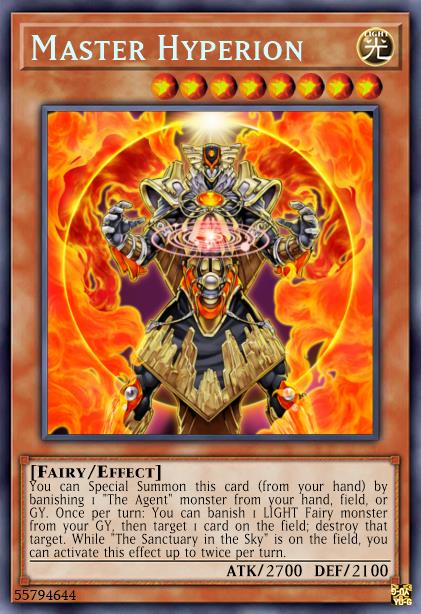 Master Hyperion
LIGHT
光
[Fairy/Effect]
You can Special Summon this card (from your hand) by
banishing 1 "The Agent" monster from your hand, field, or
GY. Once per turn: You can banish 1 LIGHT Fairy monster
from your GY, then target 1 card on the field; destroy that
target. While "The Sanctuary in the Sky" is on the field, you
can activate this effect up to twice per turn.
ATK/2700 DEF/2100
55794644